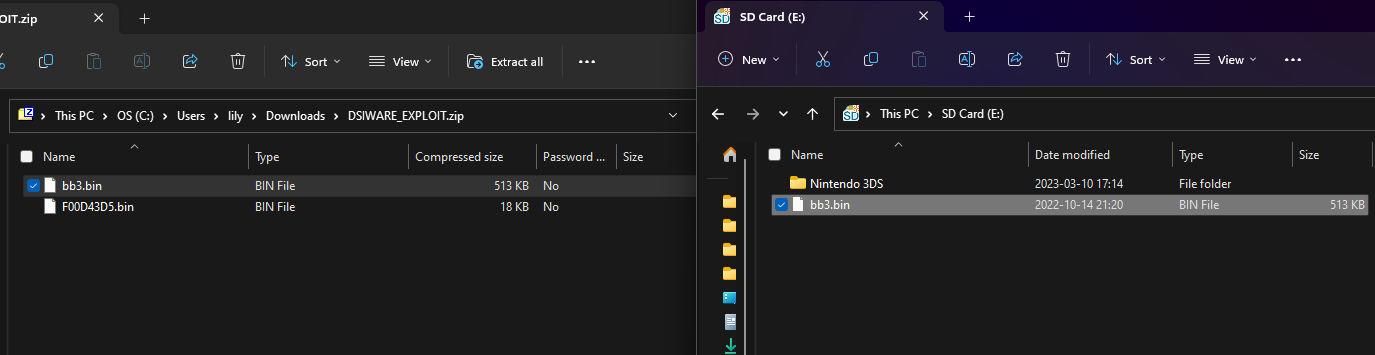 OIT.zip
Sort
View
Extract all
This PC > OS (C:) > Users > lily > Downloads > DSIWARE_EXPLOIT.zip
Name Type Compressed size Password ... Size
bb3.bin BIN File 513 KB No
F00D43D5.bin BIN File 18 KB No
SD Card (E:)
New
Sort
View
This PC > SD Card (E:)
Name Date modified Type Size
Nintendo 3DS 2023-03-10 17:14 File folder
bb3.bin 2022-10-14 21:20 BIN File 513 KB